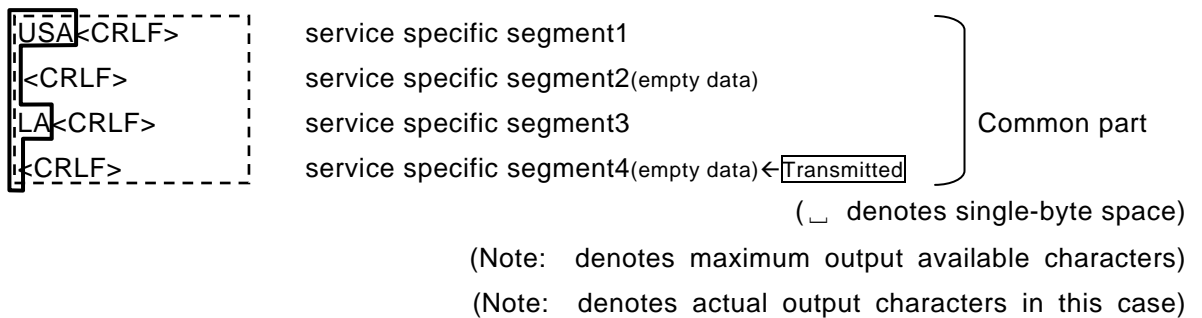 USA<CRLF> service specific segment1
<CRLF> service specific segment2(empty data)
LA<CRLF> service specific segment3 Common part
<CRLF> service specific segment4(empty data)←Transmitted
(␣ denotes single-byte space)
(Note: denotes maximum output available characters)
(Note: denotes actual output characters in this case)